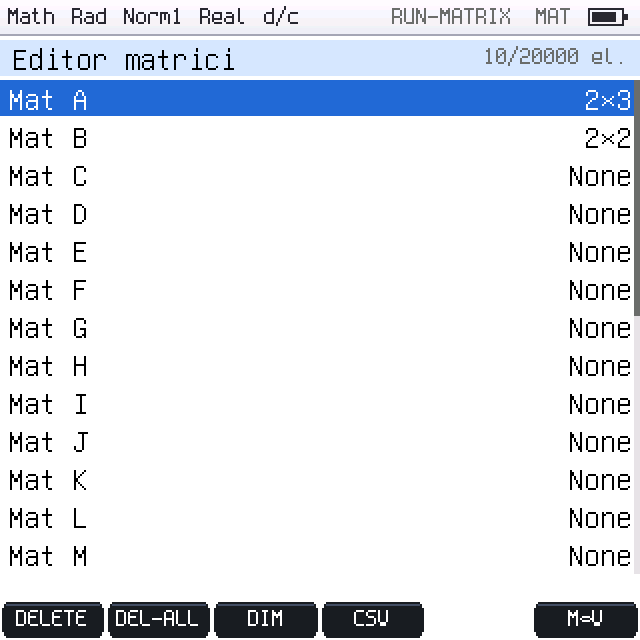 Math Rad Norm1 Real d/c RUN-MATRIX MAT
Editor matrici 10/20000 el.
Mat A 2×3
Mat B 2×2
Mat C None
Mat D None
Mat E None
Mat F None
Mat G None
Mat H None
Mat I None
Mat J None
Mat K None
Mat L None
Mat M None
DELETE DEL-ALL DIM CSV M⇔V